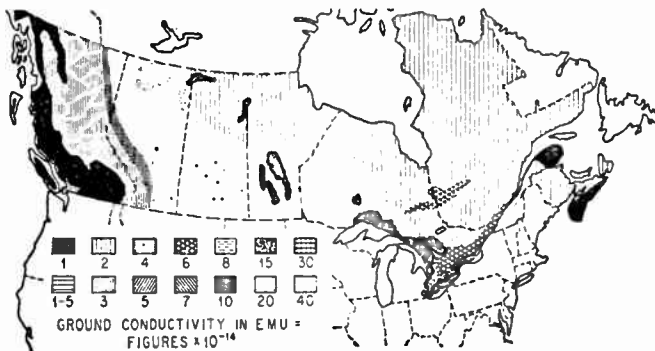 1 2 4 6 8 15 30
1-5 3 5 7 10 20 40
GROUND CONDUCTIVITY IN EMU =
FIGURES x 10⁻¹⁴